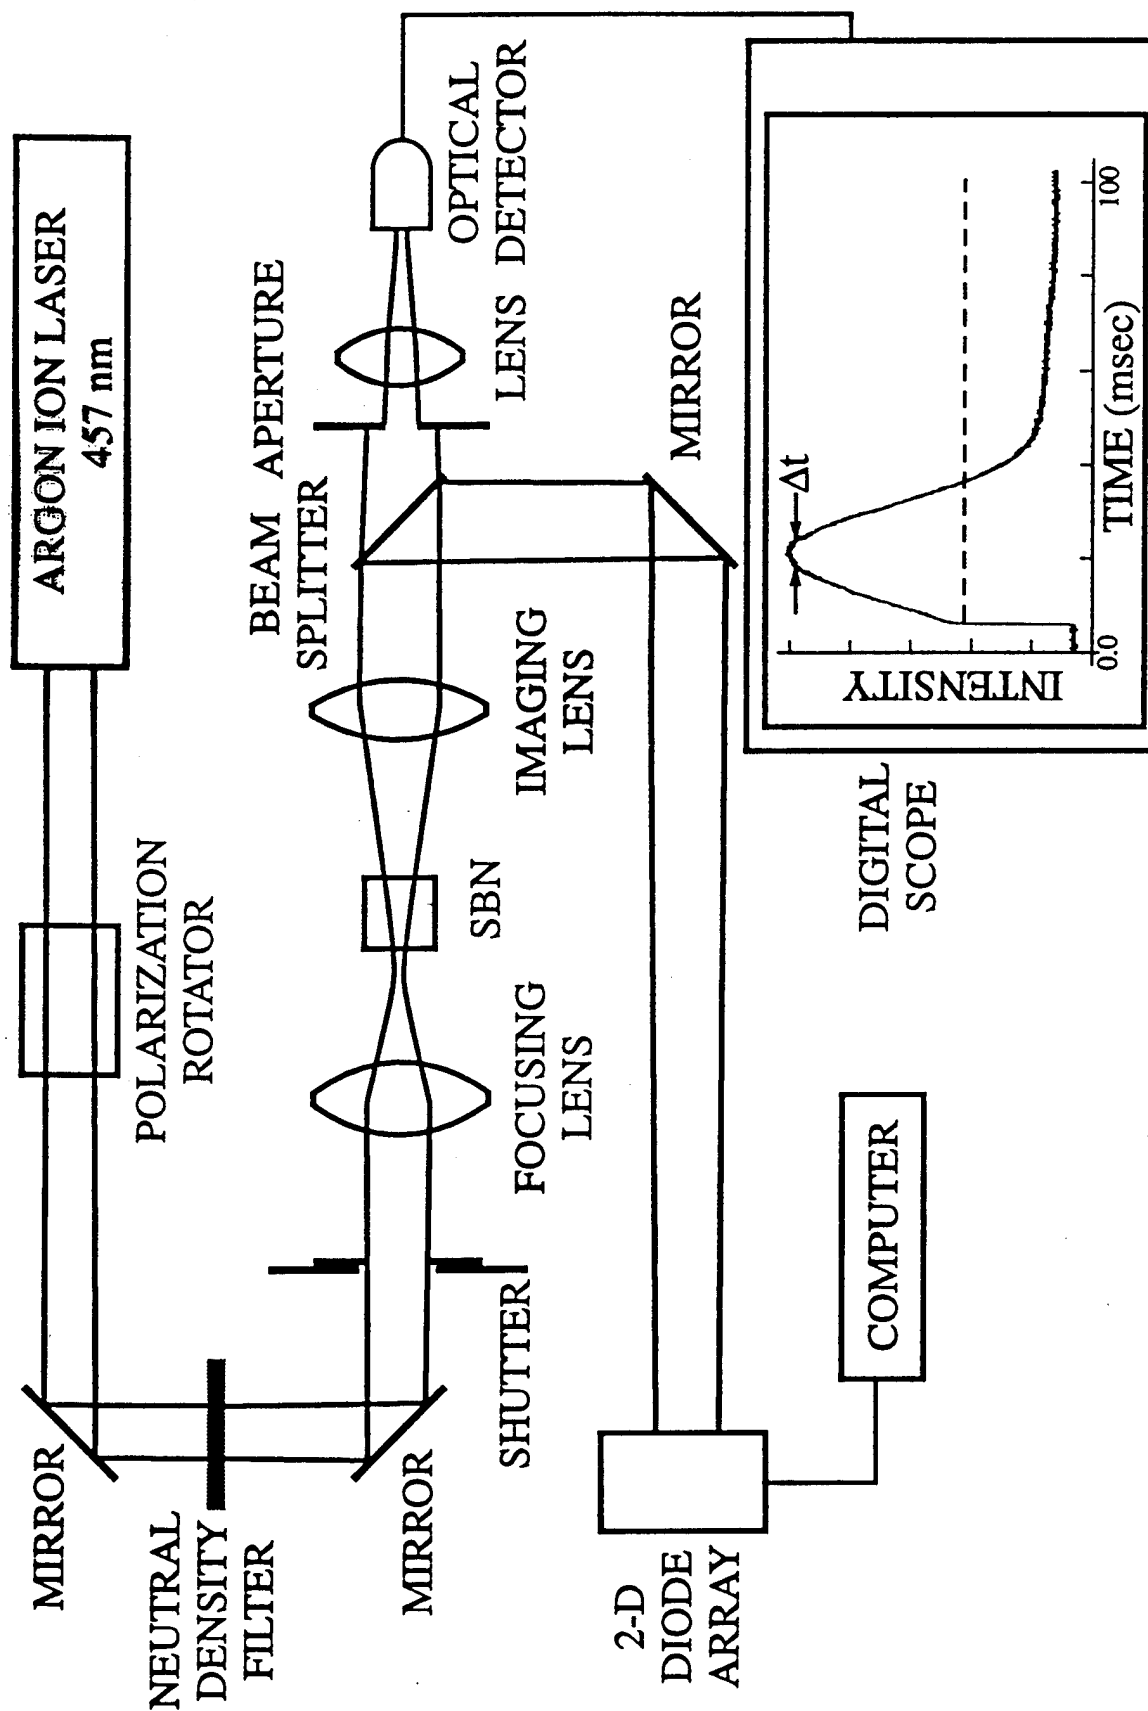 ARGON ION LASER
457 nm
POLARIZATION
ROTATOR
MIRROR
NEUTRAL
DENSITY
FILTER
MIRROR
SHUTTER
FOCUSING
LENS
SBN
IMAGING
LENS
BEAM
SPLITTER
APERTURE
LENS
OPTICAL
DETECTOR
MIRROR
2-D
DIODE
ARRAY
COMPUTER
DIGITAL
SCOPE
INTENSITY
Δt
0.0
100
TIME (msec)